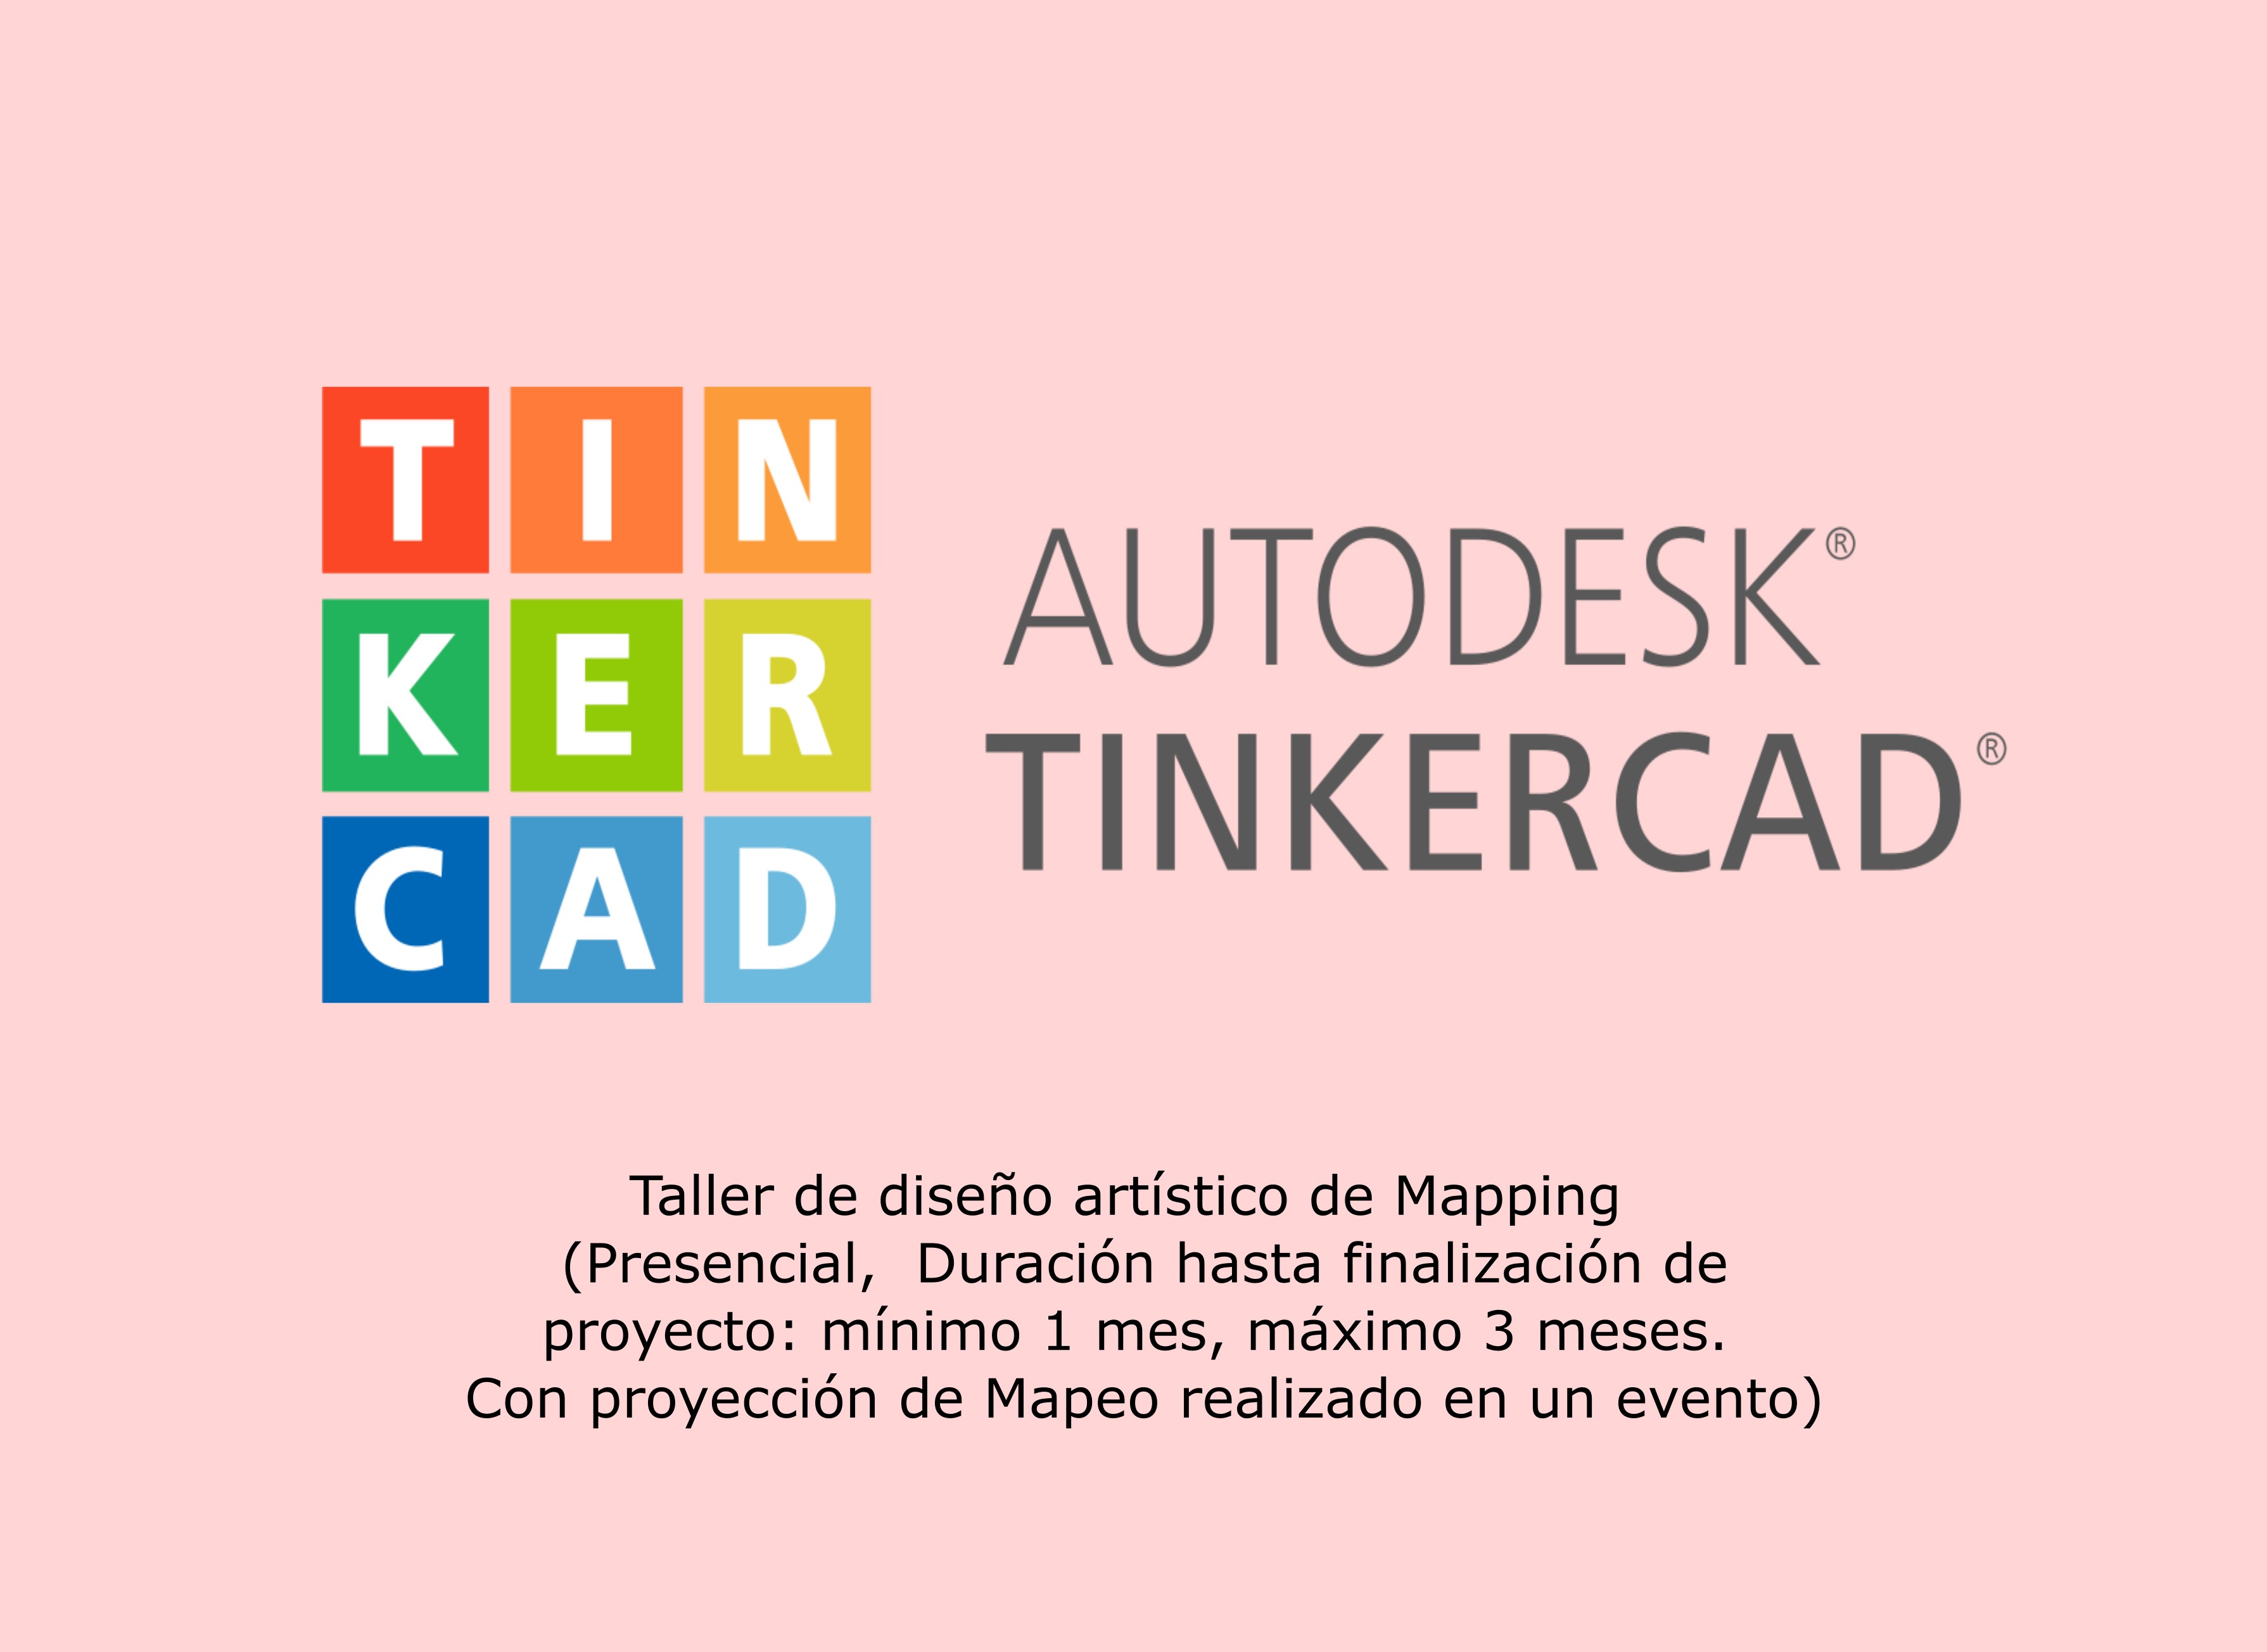 TIN
KER
CAD
AUTODESK®
TINKERCAD®
Taller de diseño artístico de Mapping
(Presencial,  Duración hasta finalización de
proyecto: mínimo 1 mes, máximo 3 meses.
Con proyección de Mapeo realizado en un evento)